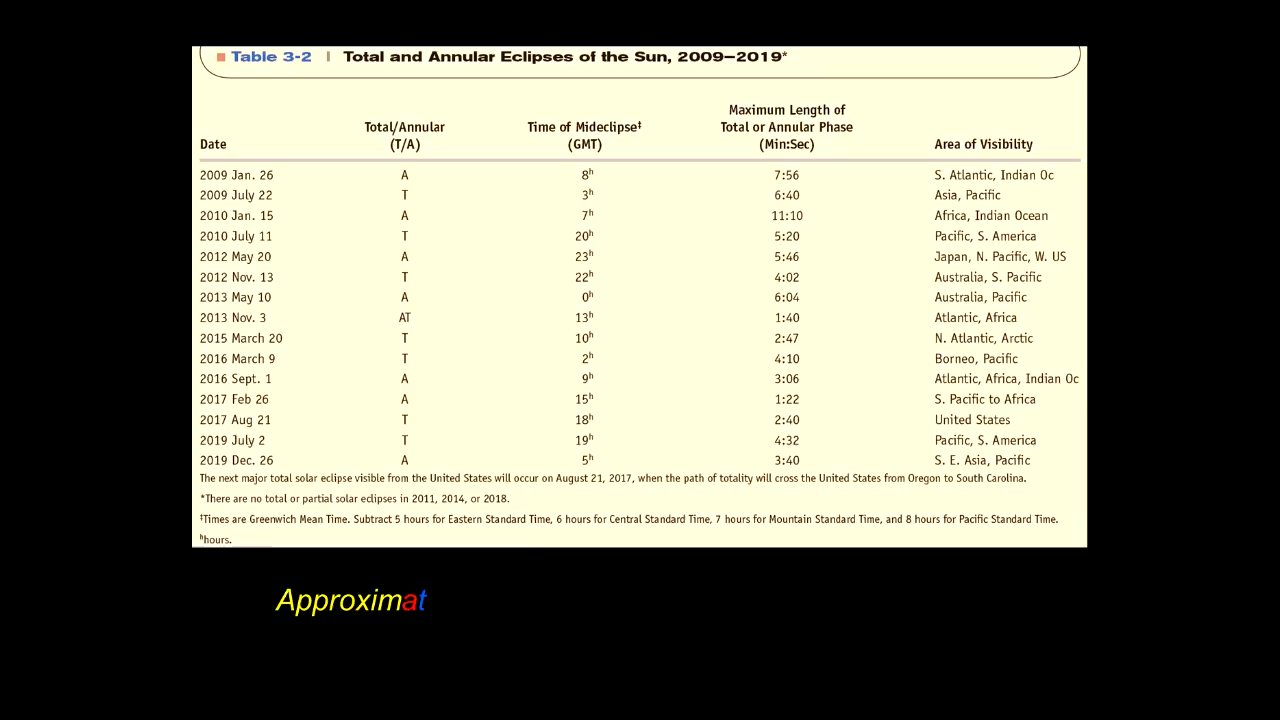 ■ Table 3-2 | Total and Annular Eclipses of the Sun, 2009–2019*
Date Total/Annular (T/A) Time of Mideclipse‡ (GMT) Maximum Length of Total or Annular Phase (Min:Sec) Area of Visibility
2009 Jan. 26 A 8ʰ 7:56 S. Atlantic, Indian Oc
2009 July 22 T 3ʰ 6:40 Asia, Pacific
2010 Jan. 15 A 7ʰ 11:10 Africa, Indian Ocean
2010 July 11 T 20ʰ 5:20 Pacific, S. America
2012 May 20 A 23ʰ 5:46 Japan, N. Pacific, W. US
2012 Nov. 13 T 22ʰ 4:02 Australia, S. Pacific
2013 May 10 A 0ʰ 6:04 Australia, Pacific
2013 Nov. 3 AT 13ʰ 1:40 Atlantic, Africa
2015 March 20 T 10ʰ 2:47 N. Atlantic, Arctic
2016 March 9 T 2ʰ 4:10 Borneo, Pacific
2016 Sept. 1 A 9ʰ 3:06 Atlantic, Africa, Indian Oc
2017 Feb 26 A 15ʰ 1:22 S. Pacific to Africa
2017 Aug 21 T 18ʰ 2:40 United States
2019 July 2 T 19ʰ 4:32 Pacific, S. America
2019 Dec. 26 A 5ʰ 3:40 S. E. Asia, Pacific
The next major total solar eclipse visible from the United States will occur on August 21, 2017, when the path of totality will cross the United States from Oregon to South Carolina.
*There are no total or partial solar eclipses in 2011, 2014, or 2018.
‡Times are Greenwich Mean Time. Subtract 5 hours for Eastern Standard Time, 6 hours for Central Standard Time, 7 hours for Mountain Standard Time, and 8 hours for Pacific Standard Time.
ʰhours.
Approximat